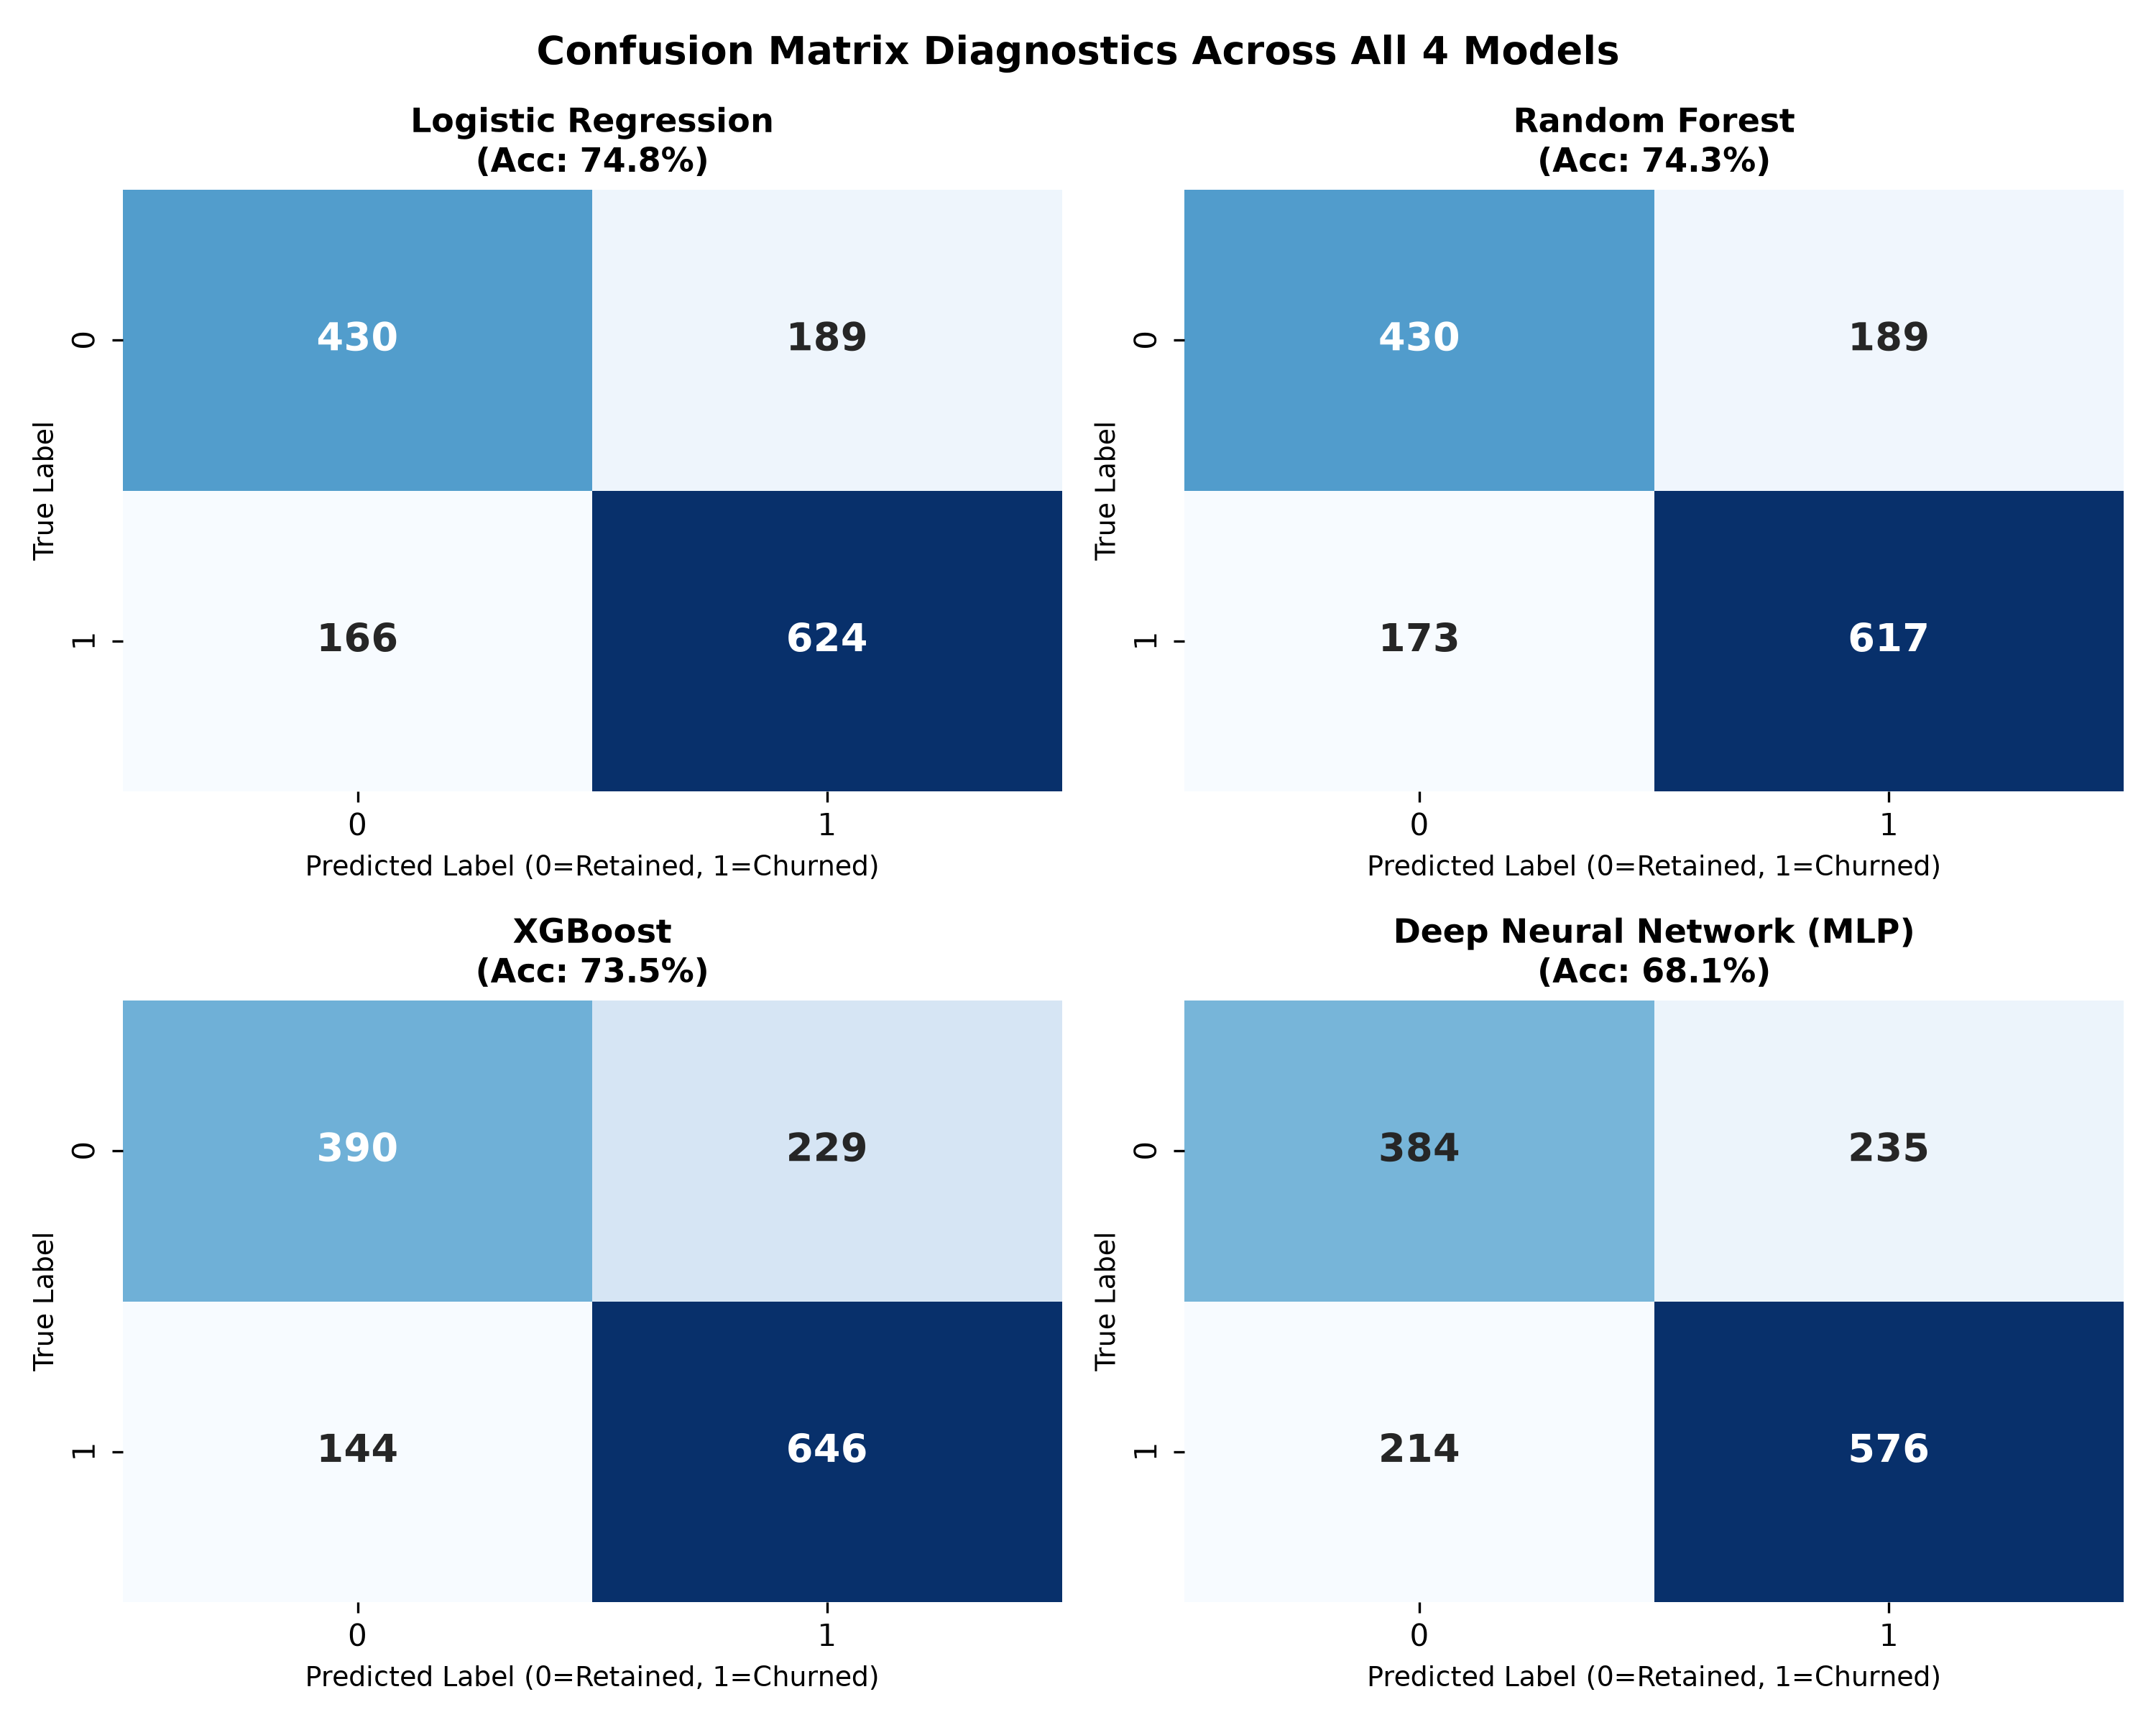 Confusion Matrix Diagnostics Across All 4 Models
Logistic Regression
(Acc: 74.8%)
True Label
0
430
189
1
166
624
0
1
Predicted Label (0=Retained, 1=Churned)
Random Forest
(Acc: 74.3%)
True Label
0
430
189
1
173
617
0
1
Predicted Label (0=Retained, 1=Churned)
XGBoost
(Acc: 73.5%)
True Label
0
390
229
1
144
646
0
1
Predicted Label (0=Retained, 1=Churned)
Deep Neural Network (MLP)
(Acc: 68.1%)
True Label
0
384
235
1
214
576
0
1
Predicted Label (0=Retained, 1=Churned)